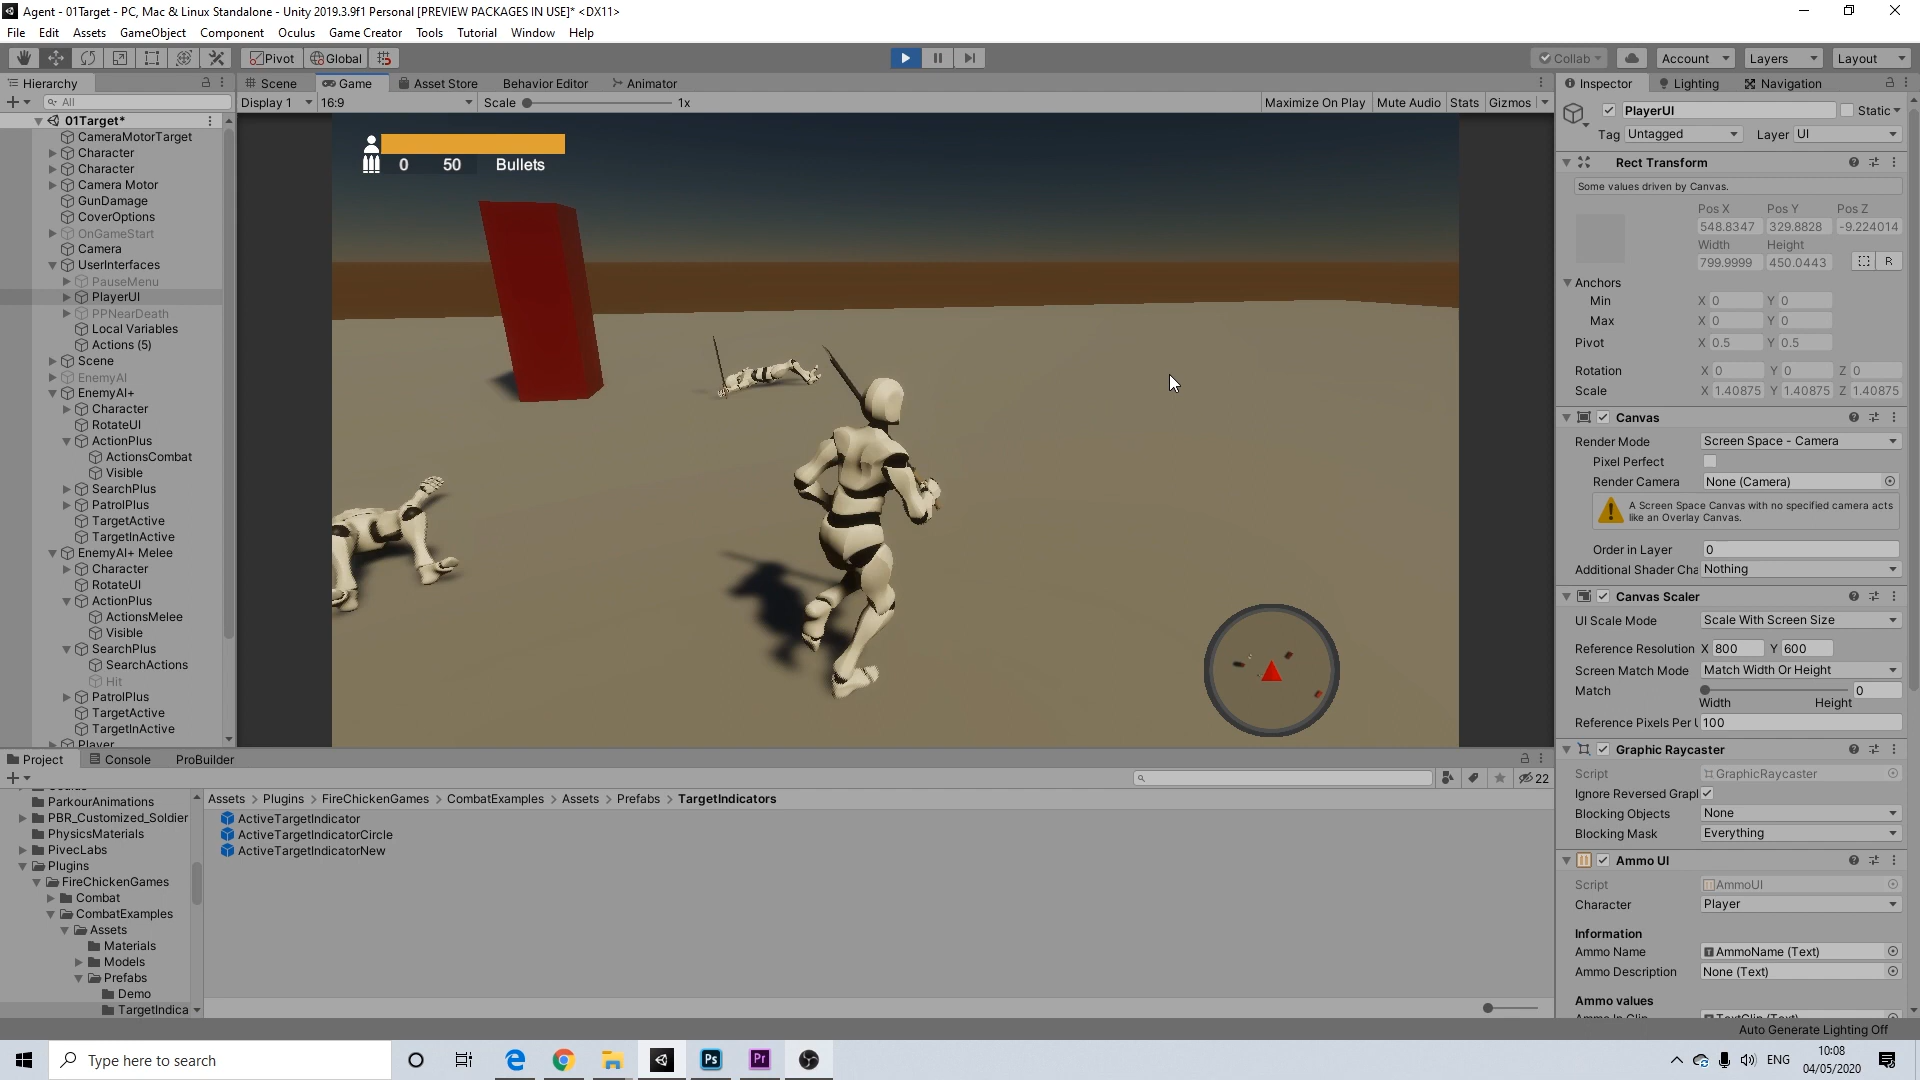 Agent - 01Target - PC, Mac & Linux Standalone - Unity 2019.3.9f1 Personal [PREVIEW PACKAGES IN USE]* <DX11>
File Edit Assets GameObject Component Oculus Game Creator Tools Tutorial Window Help
Pivot Global Collab Account Layers Layout
Hierarchy Scene Game Asset Store Behavior Editor Animator Inspector Lighting Navigation
All Display 1 16:9 Scale 1x Maximize On Play Mute Audio Stats Gizmos
01Target*
CameraMotorTarget
Character
Character
Camera Motor
GunDamage
CoverOptions
OnGameStart
Camera
UserInterfaces
PauseMenu
PlayerUI
PPNearDeath
Local Variables
Actions (5)
Scene
EnemyAI
EnemyAI+
Character
RotateUI
ActionPlus
ActionsCombat
Visible
SearchPlus
PatrolPlus
TargetActive
TargetInActive
EnemyAI+ Melee
Character
RotateUI
ActionPlus
ActionsMelee
Visible
SearchPlus
SearchActions
Hit
PatrolPlus
TargetActive
TargetInActive
Player
0 50 Bullets
PlayerUI Static
Tag Untagged Layer UI
Rect Transform
Some values driven by Canvas.
Pos X Pos Y Pos Z
548.8347 329.8828 -9.224014
Width Height
799.9999 450.0443 R
Anchors
Min X 0 Y 0
Max X 0 Y 0
Pivot X 0.5 Y 0.5
Rotation X 0 Y 0 Z 0
Scale X 1.40875 Y 1.40875 Z 1.40875
Canvas
Render Mode Screen Space - Camera
Pixel Perfect
Render Camera None (Camera)
A Screen Space Canvas with no specified camera acts
like an Overlay Canvas.
Order in Layer 0
Additional Shader Cha Nothing
Canvas Scaler
UI Scale Mode Scale With Screen Size
Reference Resolution X 800 Y 600
Screen Match Mode Match Width Or Height
Match 0
Width Height
Reference Pixels Per U 100
Graphic Raycaster
Script GraphicRaycaster
Ignore Reversed Grapl
Blocking Objects None
Blocking Mask Everything
Ammo UI
Script AmmoUI
Character Player
Information
Ammo Name AmmoName (Text)
Ammo Description None (Text)
Ammo values
Project Console ProBuilder
22
ParkourAnimations
PBR_Customized_Soldier
PhysicsMaterials
PivecLabs
Plugins
FireChickenGames
Combat
CombatExamples
Assets
Materials
Models
Prefabs
Demo
TargetIndica
Assets > Plugins > FireChickenGames > CombatExamples > Assets > Prefabs > TargetIndicators
ActiveTargetIndicator
ActiveTargetIndicatorCircle
ActiveTargetIndicatorNew
Auto Generate Lighting Off
Type here to search
Ps Pr
ENG
10:08
04/05/2020